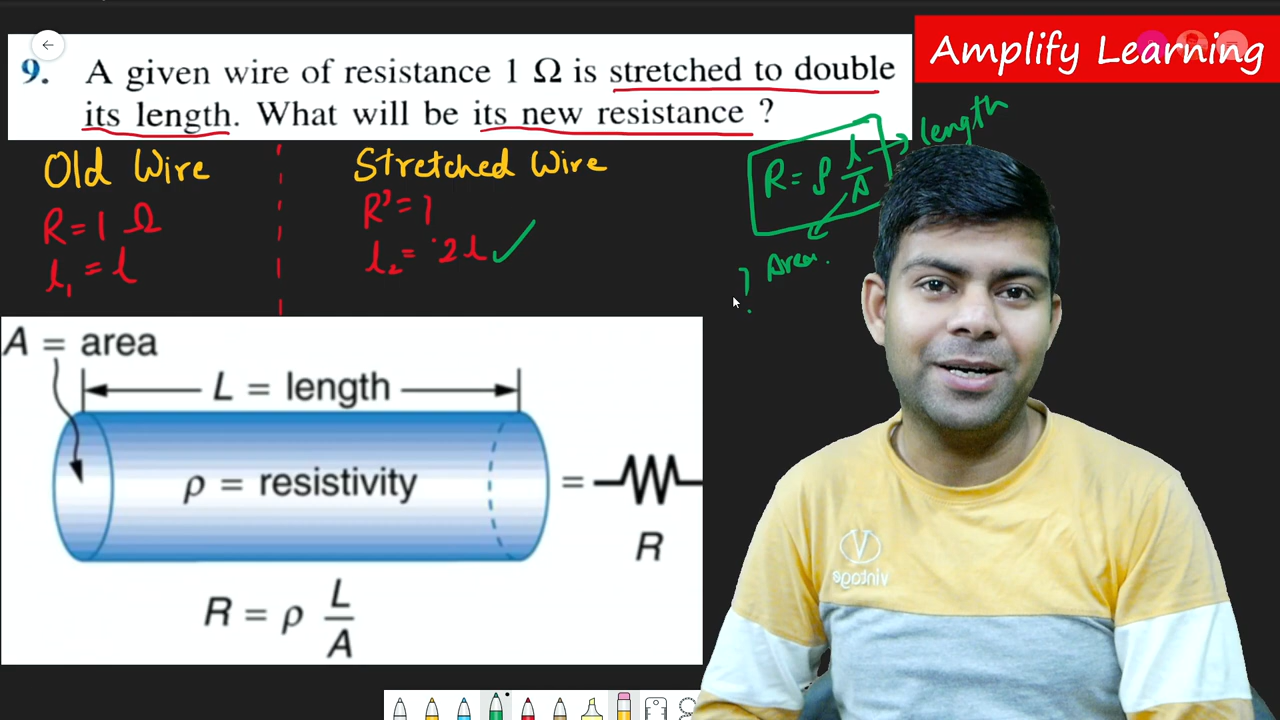 Amplify Learning
9. A given wire of resistance 1 Ω is stretched to double
its length. What will be its new resistance ?
Old Wire
R = 1 Ω
l₁ = l
Stretched Wire
R' = ?
l₂ = 2l ✓
R = ρ l/A → length
Area.
?
A = area
L = length
ρ = resistivity
=
R
R = ρ L/A
vintage